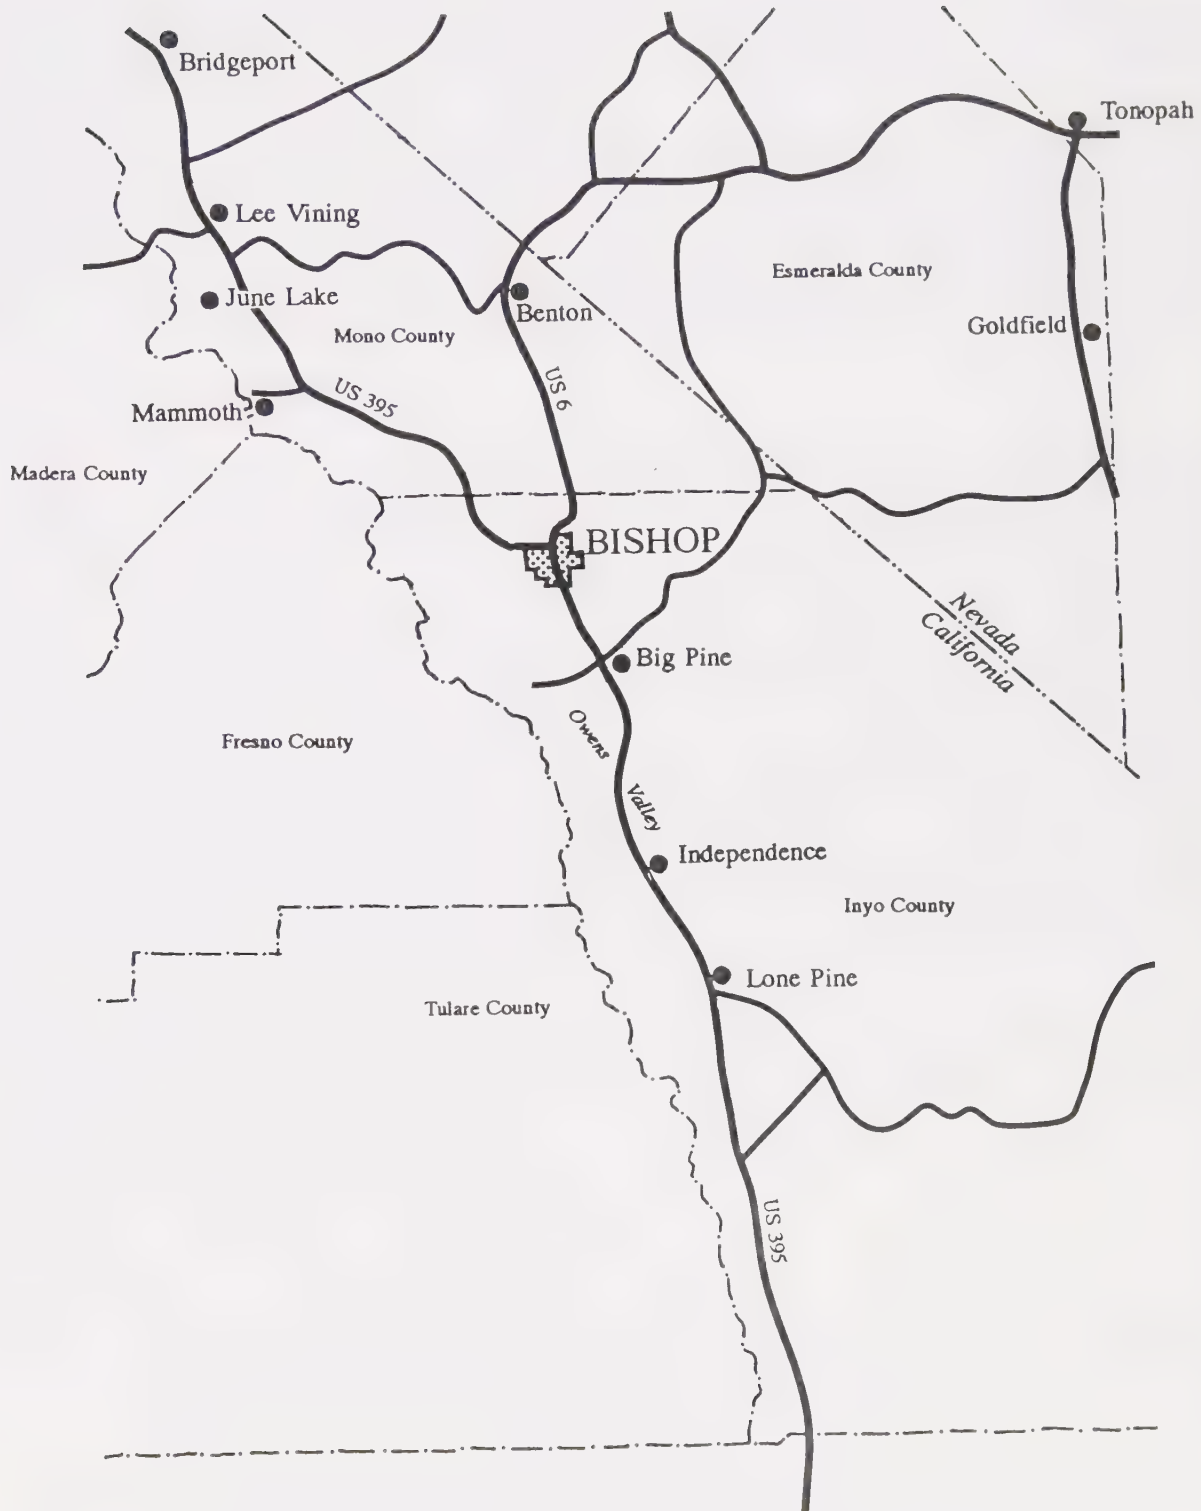 Bridgeport
Tonopah
Lee Vining
Esmeralda County
June Lake
Benton
Goldfield
Mono County
US 6
US 395
Mammoth
Madera County
BISHOP
Nevada
California
Big Pine
Owens
Valley
Fresno County
Independence
Inyo County
Lone Pine
Tulare County
US 395